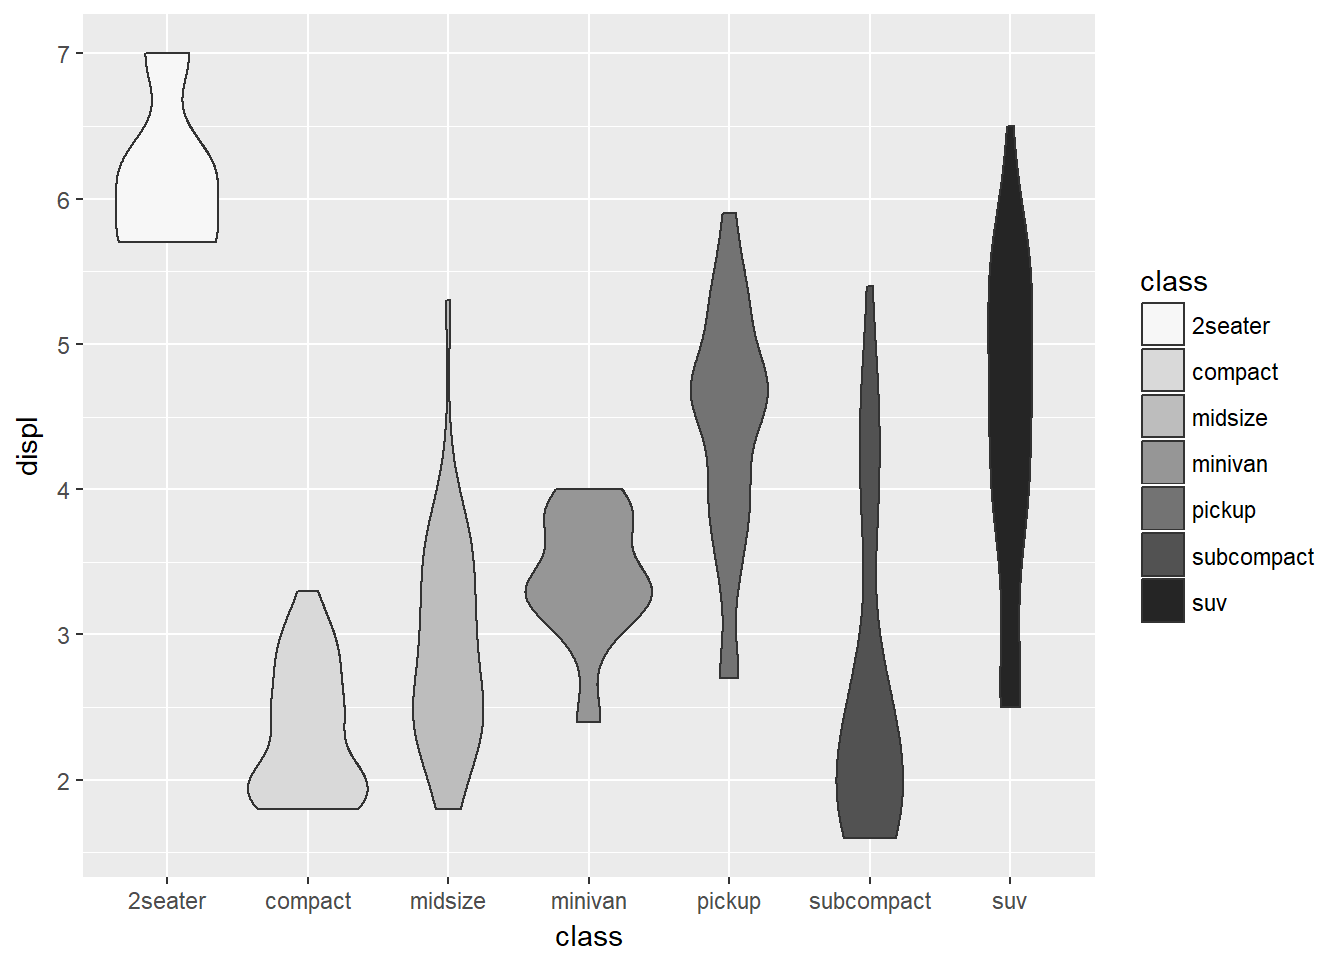 7
6
5
4
3
2
displ
2seater compact midsize minivan pickup subcompact suv
class
class
2seater
compact
midsize
minivan
pickup
subcompact
suv